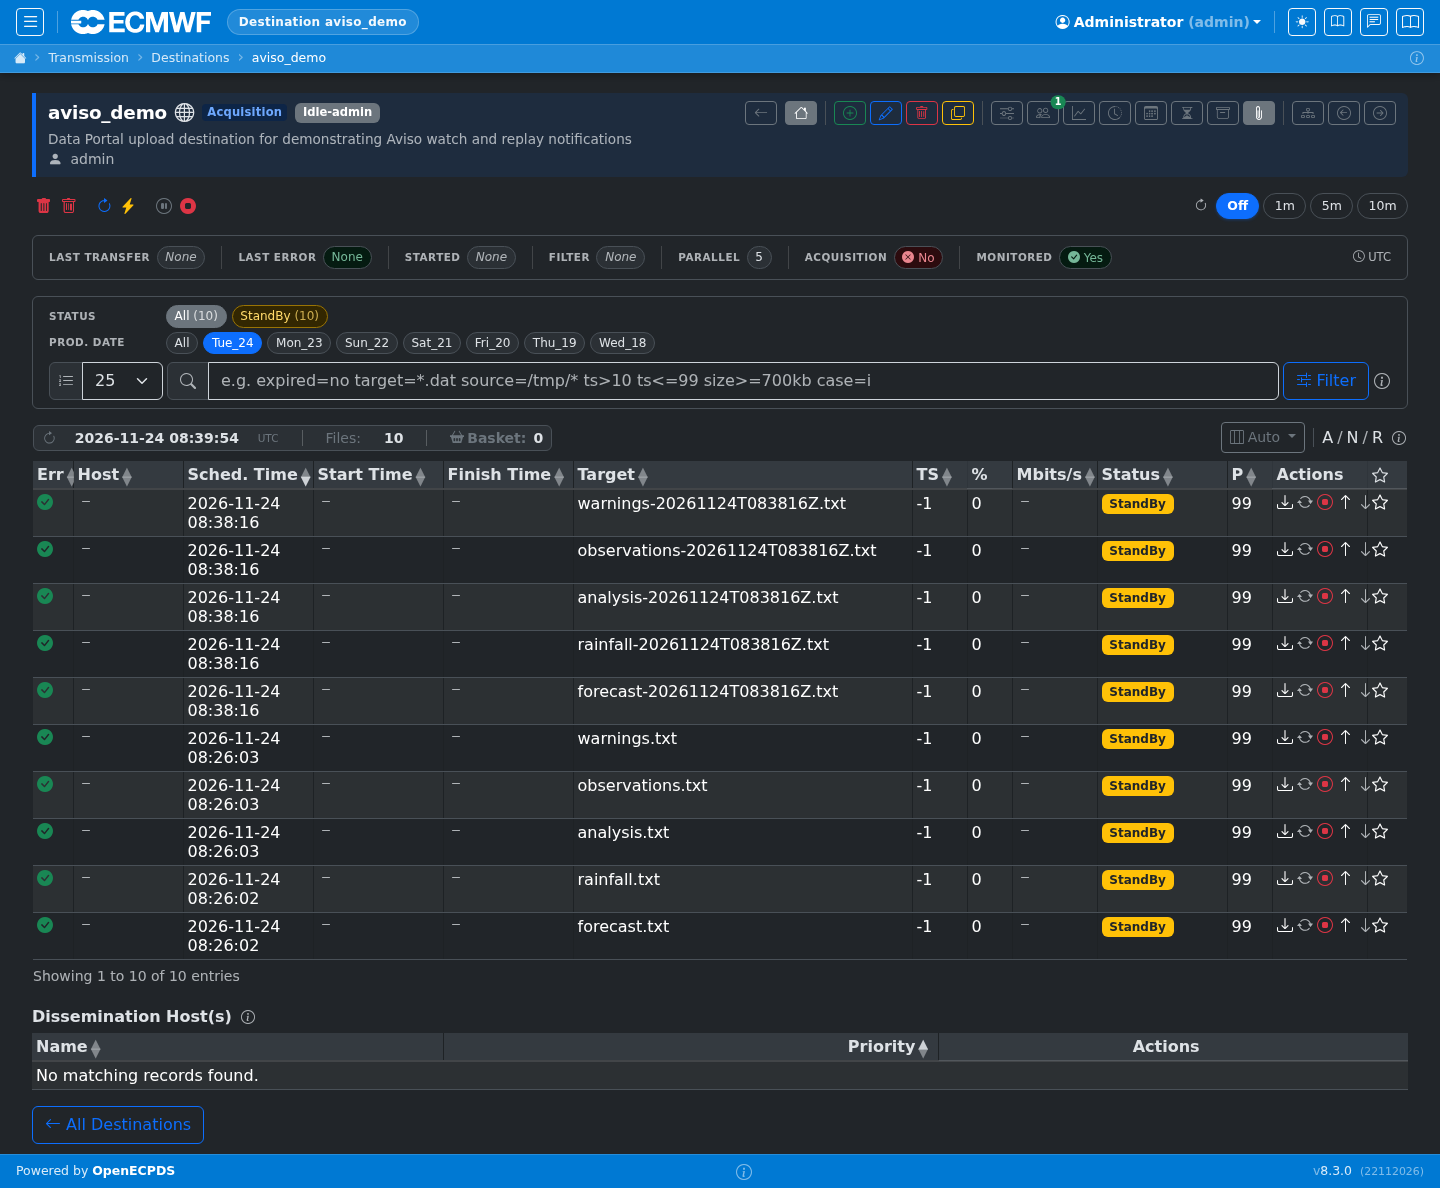 ECMWF Destination aviso_demo Administrator (admin)
Transmission Destinations aviso_demo
aviso_demo Acquisition Idle-admin 1
Data Portal upload destination for demonstrating Aviso watch and replay notifications
admin
Off 1m 5m 10m
LAST TRANSFER None LAST ERROR None STARTED None FILTER None PARALLEL 5 ACQUISITION No MONITORED Yes UTC
STATUS All (10) StandBy (10)
PROD. DATE All Tue_24 Mon_23 Sun_22 Sat_21 Fri_20 Thu_19 Wed_18
25 e.g. expired=no target=*.dat source=/tmp/* ts>10 ts<=99 size>=700kb case=i Filter
2026-11-24 08:39:54 UTC Files: 10 Basket: 0 Auto A / N / R
Err Host Sched. Time Start Time Finish Time Target TS % Mbits/s Status P Actions
– 2026-11-24 – – warnings-20261124T083816Z.txt -1 0 – StandBy 99
08:38:16
– 2026-11-24 – – observations-20261124T083816Z.txt -1 0 – StandBy 99
08:38:16
– 2026-11-24 – – analysis-20261124T083816Z.txt -1 0 – StandBy 99
08:38:16
– 2026-11-24 – – rainfall-20261124T083816Z.txt -1 0 – StandBy 99
08:38:16
– 2026-11-24 – – forecast-20261124T083816Z.txt -1 0 – StandBy 99
08:38:16
– 2026-11-24 – – warnings.txt -1 0 – StandBy 99
08:26:03
– 2026-11-24 – – observations.txt -1 0 – StandBy 99
08:26:03
– 2026-11-24 – – analysis.txt -1 0 – StandBy 99
08:26:03
– 2026-11-24 – – rainfall.txt -1 0 – StandBy 99
08:26:02
– 2026-11-24 – – forecast.txt -1 0 – StandBy 99
08:26:02
Showing 1 to 10 of 10 entries
Dissemination Host(s)
Name Priority Actions
No matching records found.
← All Destinations
Powered by OpenECPDS v8.3.0 (22112026)